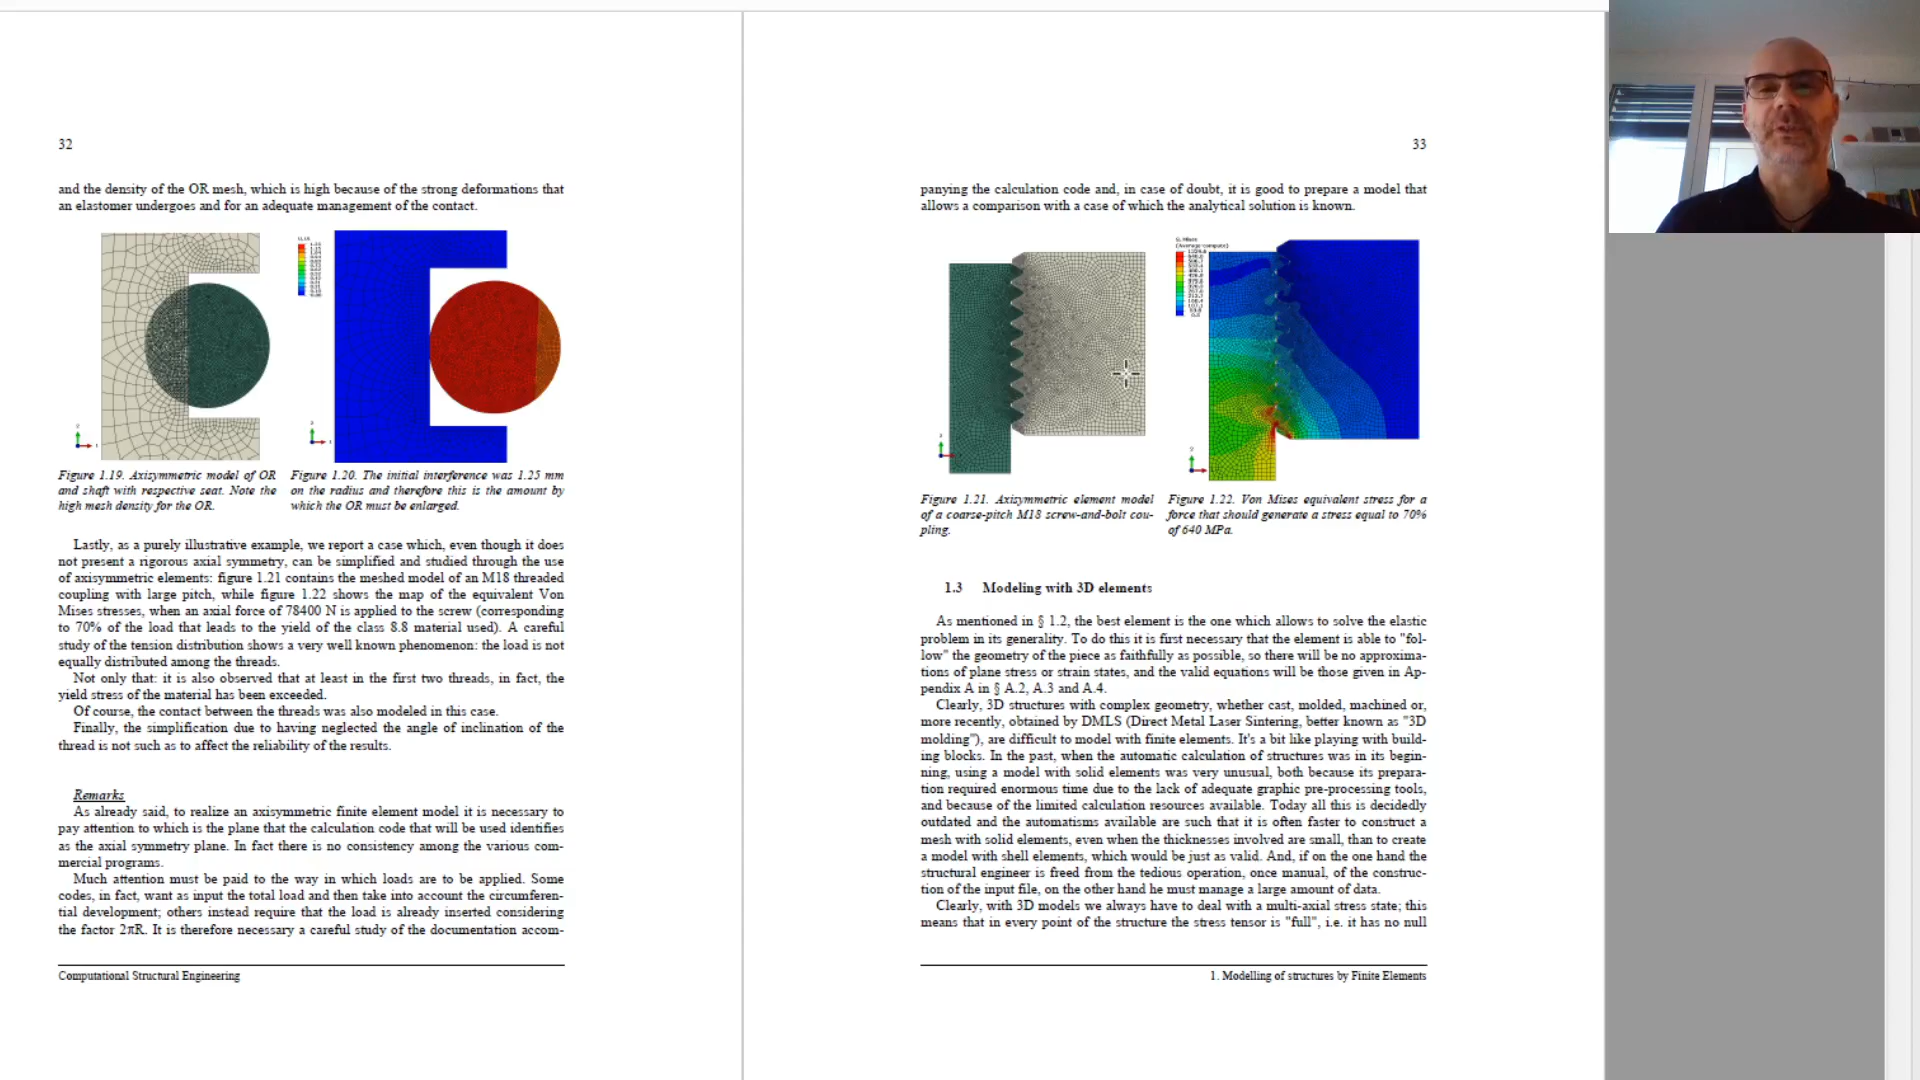 32
and the density of the OR mesh, which is high because of the strong deformations that
an elastomer undergoes and for an adequate management of the contact.
Figure 1.19. Axisymmetric model of OR
and shaft with respective seat. Note the
high mesh density for the OR.
Figure 1.20. The initial interference was 1.25 mm
on the radius and therefore this is the amount by
which the OR must be enlarged.
Lastly, as a purely illustrative example, we report a case which, even though it does
not present a rigorous axial symmetry, can be simplified and studied through the use
of axisymmetric elements: figure 1.21 contains the meshed model of an M18 threaded
coupling with large pitch, while figure 1.22 shows the map of the equivalent Von
Mises stresses, when an axial force of 78400 N is applied to the screw (corresponding
to 70% of the load that leads to the yield of the class 8.8 material used). A careful
study of the tension distribution shows a very well known phenomenon: the load is not
equally distributed among the threads.
Not only that: it is also observed that at least in the first two threads, in fact, the
yield stress of the material has been exceeded.
Of course, the contact between the threads was also modeled in this case.
Finally, the simplification due to having neglected the angle of inclination of the
thread is not such as to affect the reliability of the results.
Remarks
As already said, to realize an axisymmetric finite element model it is necessary to
pay attention to which is the plane that the calculation code that will be used identifies
as the axial symmetry plane. In fact there is no consistency among the various com-
mercial programs.
Much attention must be paid to the way in which loads are to be applied. Some
codes, in fact, want as input the total load and then take into account the circumferen-
tial development; others instead require that the load is already inserted considering
the factor 2πR. It is therefore necessary a careful study of the documentation accom-
Computational Structural Engineering
33
panying the calculation code and, in case of doubt, it is good to prepare a model that
allows a comparison with a case of which the analytical solution is known.
S, Mises
Figure 1.21. Axisymmetric element model
of a coarse-pitch M18 screw-and-bolt cou-
pling.
Figure 1.22. Von Mises equivalent stress for a
force that should generate a stress equal to 70%
of 640 MPa.
1.3 Modeling with 3D elements
As mentioned in § 1.2, the best element is the one which allows to solve the elastic
problem in its generality. To do this it is first necessary that the element is able to "fol-
low" the geometry of the piece as faithfully as possible, so there will be no approxima-
tions of plane stress or strain states, and the valid equations will be those given in Ap-
pendix A in § A.2, A.3 and A.4.
Clearly, 3D structures with complex geometry, whether cast, molded, machined or,
more recently, obtained by DMLS (Direct Metal Laser Sintering, better known as "3D
molding"), are difficult to model with finite elements. It's a bit like playing with build-
ing blocks. In the past, when the automatic calculation of structures was in its begin-
ning, using a model with solid elements was very unusual, both because its prepara-
tion required enormous time due to the lack of adequate graphic pre-processing tools,
and because of the limited calculation resources available. Today all this is decidedly
outdated and the automatisms available are such that it is often faster to construct a
mesh with solid elements, even when the thicknesses involved are small, than to create
a model with shell elements, which would be just as valid. And, if on the one hand the
structural engineer is freed from the tedious operation, once manual, of the construc-
tion of the input file, on the other hand he must manage a large amount of data.
Clearly, with 3D models we always have to deal with a multi-axial stress state; this
means that in every point of the structure the stress tensor is "full", i.e. it has no null
1. Modelling of structures by Finite Elements